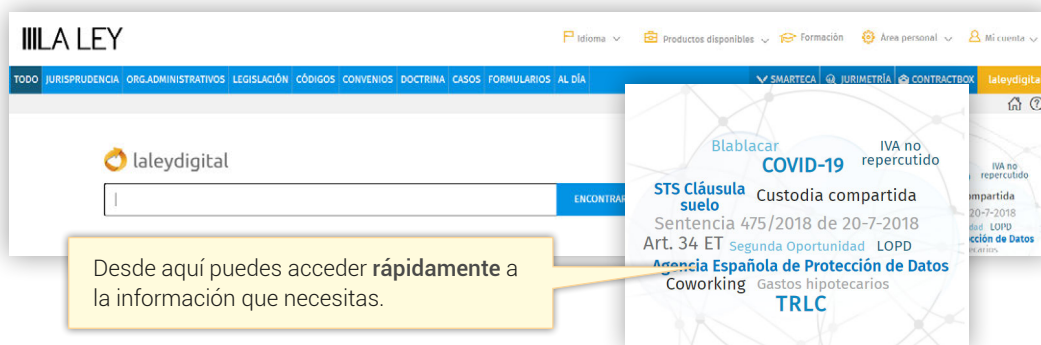 LA LEY
Idioma
Productos disponibles
Formación
Área personal
Mi cuenta
TODO JURISPRUDENCIA ORG.ADMINISTRATIVOS LEGISLACIÓN CÓDIGOS CONVENIOS DOCTRINA CASOS FORMULARIOS AL DÍA
SMARTECA JURIMETRÍA CONTRACTBOX laleydigital
laleydigital
ENCONTRAR
Blablacar
COVID-19
IVA no
repercutido
STS Cláusula
suelo
Custodia compartida
Sentencia 475/2018 de 20-7-2018
Art. 34 ET Segunda Oportunidad LOPD
Agencia Española de Protección de Datos
Coworking Gastos hipotecarios
TRLC
IVA no
repercutido
mpartida
20-7-2018
dad LOPD
cción de Datos
ecarios
Desde aquí puedes acceder rápidamente a
la información que necesitas.